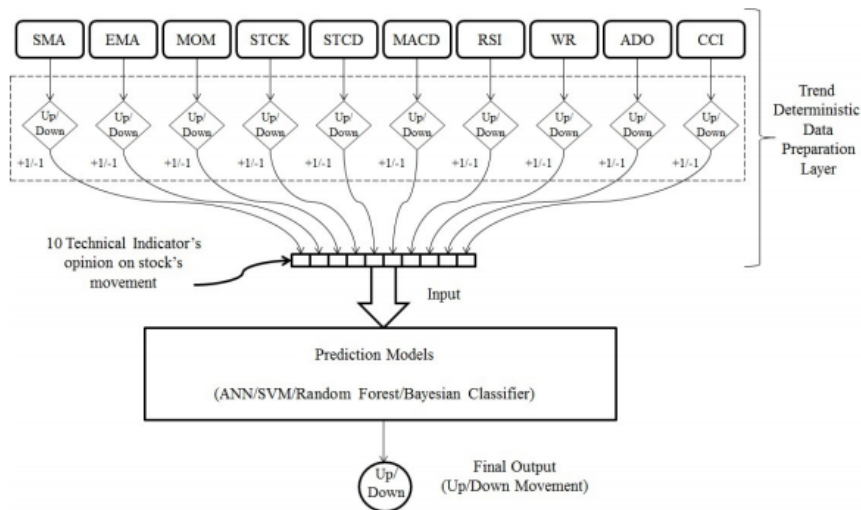 SMA EMA MOM STCK STCD MACD RSI WR ADO CCI
Up/ Up/ Up/ Up/ Up/ Up/ Up/ Up/ Up/ Up/
Down Down Down Down Down Down Down Down Down Down
+1/-1 +1/-1 +1/-1 +1/-1 +1/-1 +1/-1 +1/-1 +1/-1 +1/-1 +1/-1
Trend
Deterministic
Data
Preparation
Layer
10 Technical Indicator's
opinion on stock's
movement
Input
Prediction Models
(ANN/SVM/Random Forest/Bayesian Classifier)
Up/
Down
Final Output
(Up/Down Movement)